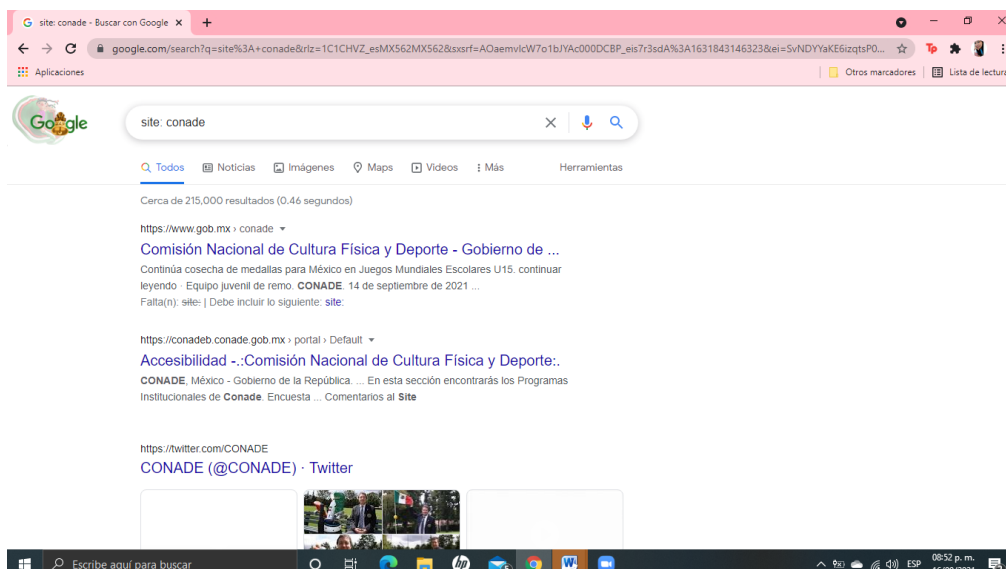 site: conade - Buscar con Google
google.com/search?q=site%3A+conade&rlz=1C1CHVZ_esMX562MX562&sxsrf=AOaemvIcW7o1bJYAc000DCBP_eis7r3sdA%3A1631843146323&ei=SvNDYYaKE6izqtsP0...
Aplicaciones
Otros marcadores
Lista de lectura
Google
site: conade
Todos Noticias Imágenes Maps Videos Más Herramientas
Cerca de 215,000 resultados (0.46 segundos)
https://www.gob.mx › conade
Comisión Nacional de Cultura Física y Deporte - Gobierno de ...
Continúa cosecha de medallas para México en Juegos Mundiales Escolares U15. continuar
leyendo · Equipo juvenil de remo. CONADE. 14 de septiembre de 2021 ...
Falta(n): site: | Debe incluir lo siguiente: site:
https://conadeb.conade.gob.mx › portal › Default
Accesibilidad -.:Comisión Nacional de Cultura Física y Deporte:.
CONADE, México - Gobierno de la República. ... En esta sección encontrarás los Programas
Institucionales de Conade. Encuesta ... Comentarios al Site
https://twitter.com/CONADE
CONADE (@CONADE) · Twitter
Escribe aquí para buscar
ESP
08:52 p. m.